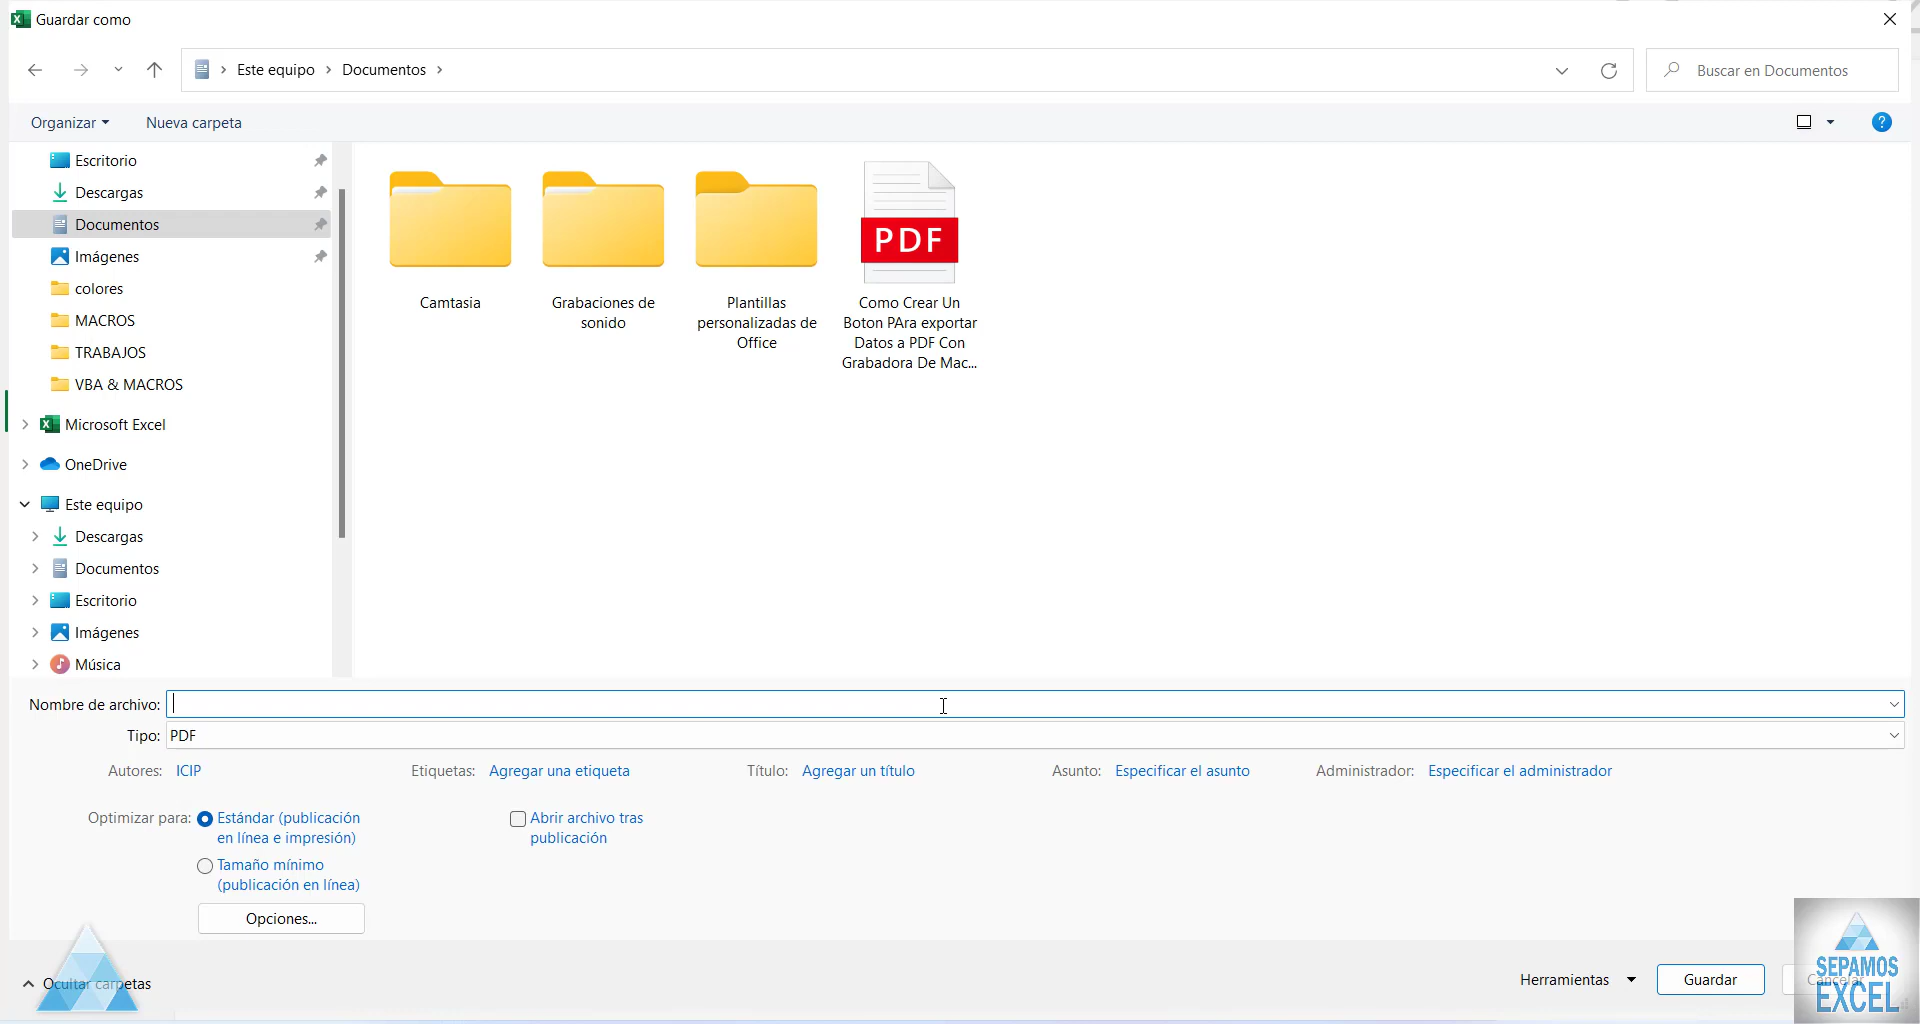 Guardar como
Este equipo
Documentos
Buscar en Documentos
Organizar
Nueva carpeta
Escritorio
Descargas
Documentos
Imágenes
colores
MACROS
TRABAJOS
VBA & MACROS
Microsoft Excel
OneDrive
Este equipo
Descargas
Documentos
Escritorio
Imágenes
Música
Camtasia
Grabaciones de
sonido
Plantillas
personalizadas de
Office
PDF
Como Crear Un
Boton PAra exportar
Datos a PDF Con
Grabadora De Mac...
Nombre de archivo:
Tipo: PDF
Autores: ICIP
Etiquetas: Agregar una etiqueta
Título: Agregar un título
Asunto: Especificar el asunto
Administrador: Especificar el administrador
Optimizar para:
Estándar (publicación
en línea e impresión)
Tamaño mínimo
(publicación en línea)
Abrir archivo tras
publicación
Opciones...
Ocultar carpetas
Herramientas
Guardar
Cancelar
SEPAMOS
EXCEL